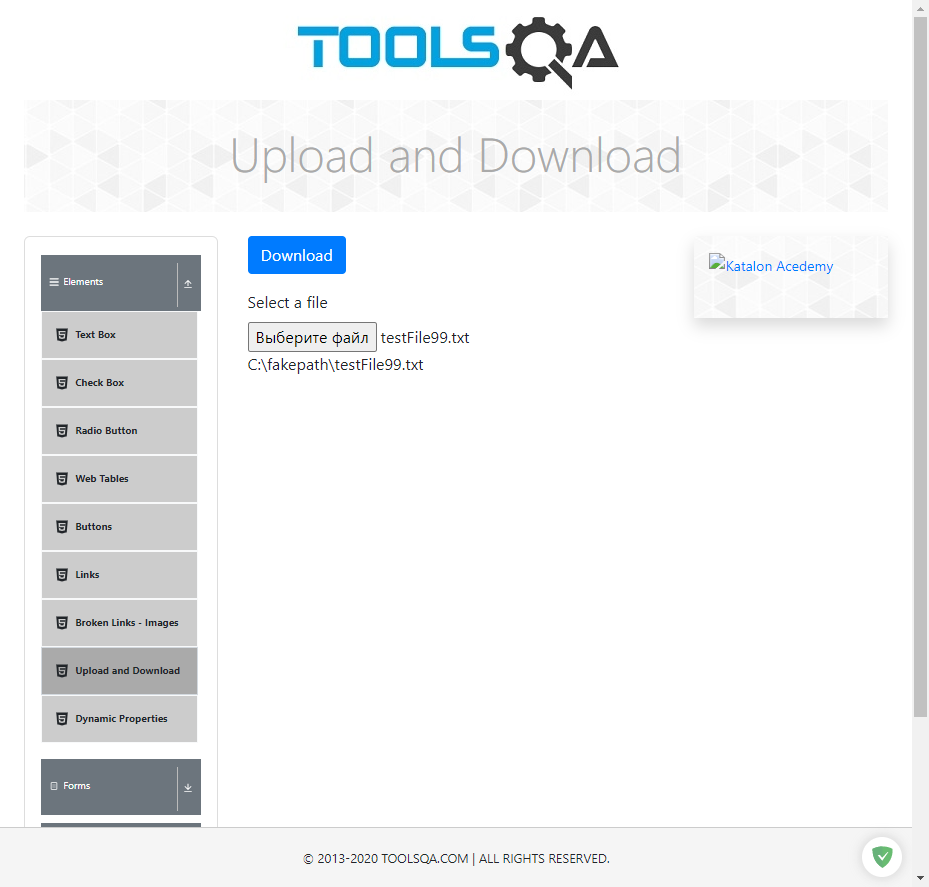 TOOLSQA
Upload and Download
Elements
Text Box
Check Box
Radio Button
Web Tables
Buttons
Links
Broken Links - Images
Upload and Download
Dynamic Properties
Forms
Download
Select a file
Выберите файл testFile99.txt
C:\fakepath\testFile99.txt
Katalon Acedemy
© 2013-2020 TOOLSQA.COM | ALL RIGHTS RESERVED.